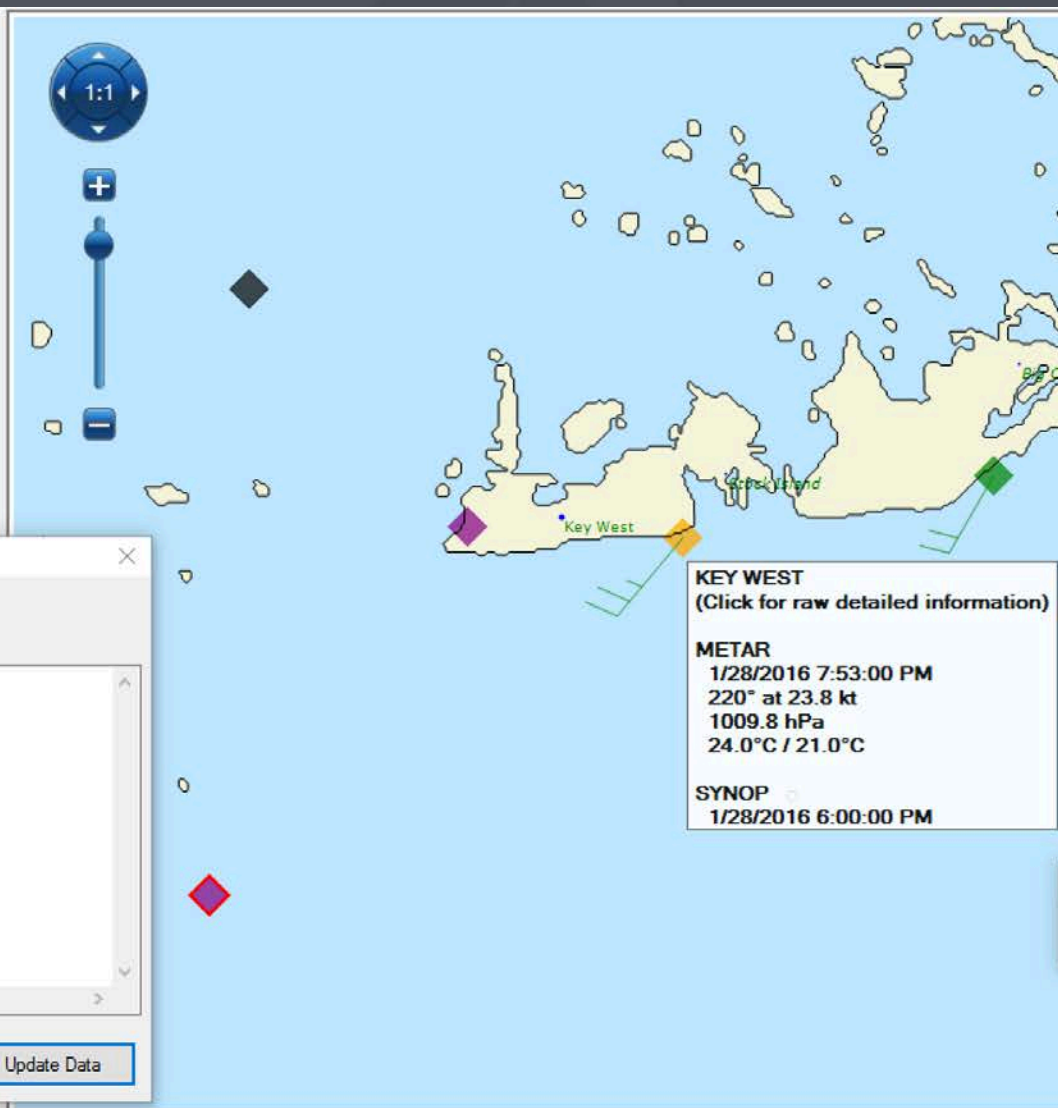 1:1
Key West
Stock Island
KEY WEST
(Click for raw detailed information)
METAR
1/28/2016 7:53:00 PM
220° at 23.8 kt
1009.8 hPa
24.0°C / 21.0°C
SYNOP
1/28/2016 6:00:00 PM
Update Data